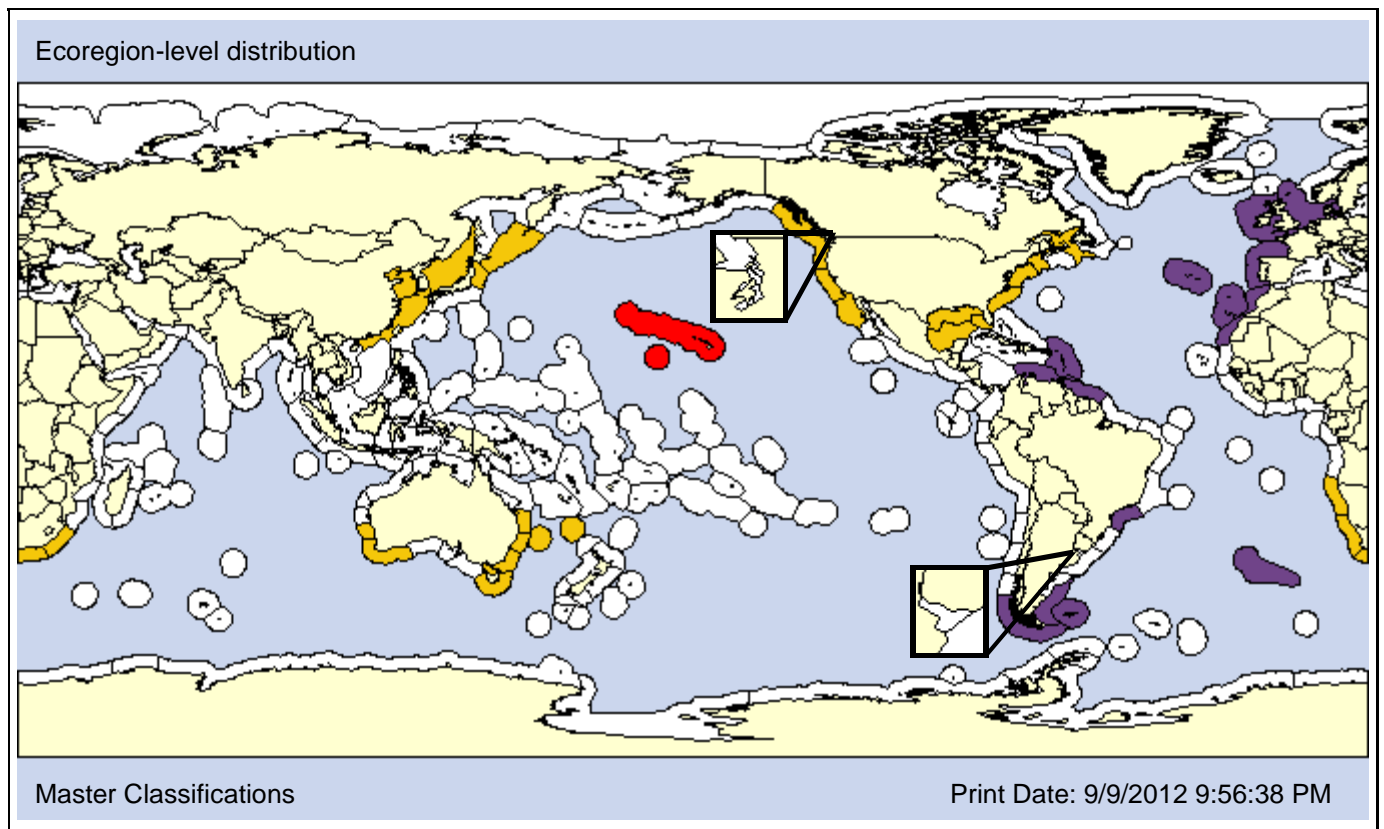 Ecoregion-level distribution
Master Classifications
Print Date: 9/9/2012 9:56:38 PM